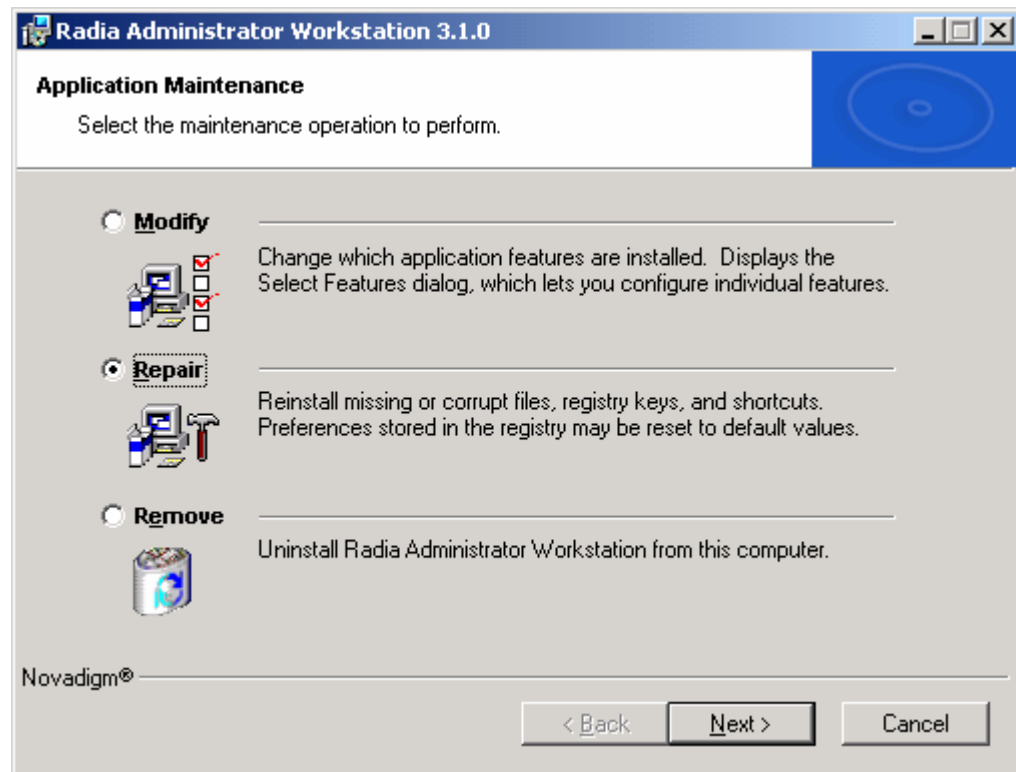 Radia Administrator Workstation 3.1.0
Application Maintenance
Select the maintenance operation to perform.
Modify
Change which application features are installed.  Displays the
Select Features dialog, which lets you configure individual features.
Repair
Reinstall missing or corrupt files, registry keys, and shortcuts.
Preferences stored in the registry may be reset to default values.
Remove
Uninstall Radia Administrator Workstation from this computer.
Novadigm®
< Back
Next >
Cancel